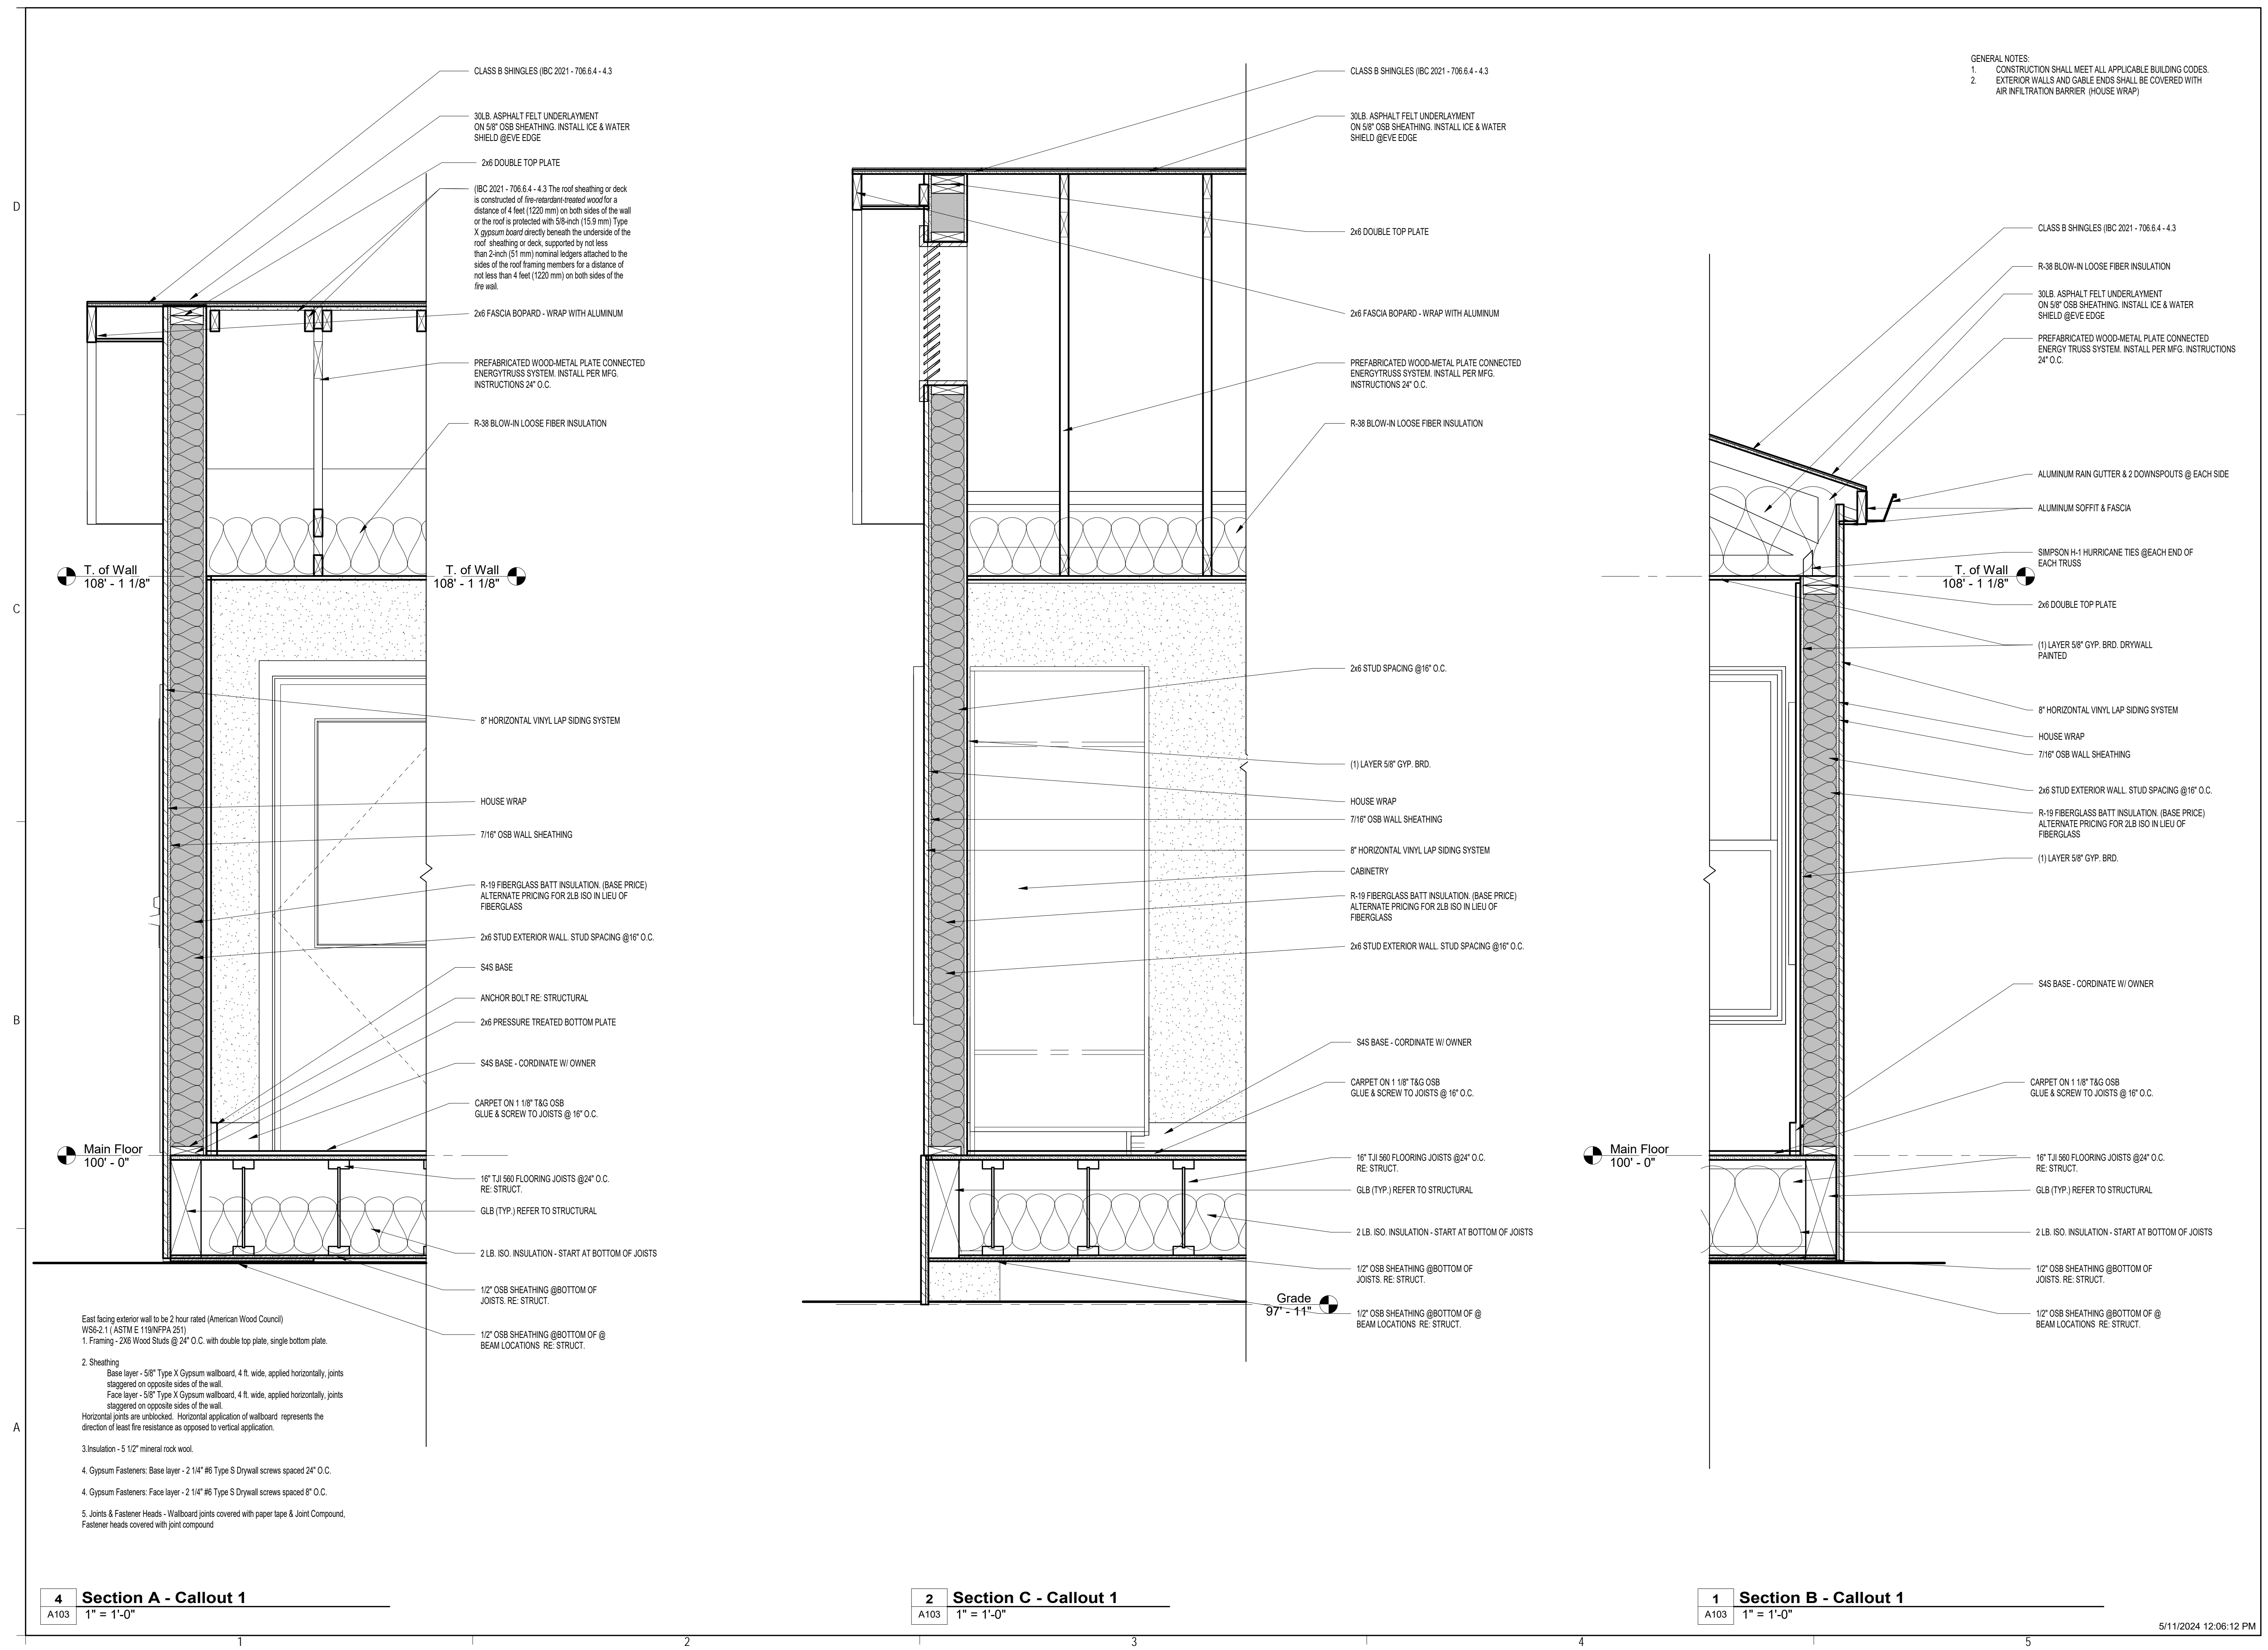 GENERAL NOTES:
1. CONSTRUCTION SHALL MEET ALL APPLICABLE BUILDING CODES.
2. EXTERIOR WALLS AND GABLE ENDS SHALL BE COVERED WITH
AIR INFILTRATION BARRIER (HOUSE WRAP)
CLASS B SHINGLES (IBC 2021 - 706.6.4 - 4.3
30LB. ASPHALT FELT UNDERLAYMENT
ON 5/8" OSB SHEATHING. INSTALL ICE & WATER
SHIELD @EVE EDGE
2x6 DOUBLE TOP PLATE
(IBC 2021 - 706.6.4 - 4.3 The roof sheathing or deck
is constructed of fire-retardant-treated wood for a
distance of 4 feet (1220 mm) on both sides of the wall
or the roof is protected with 5/8-inch (15.9 mm) Type
X gypsum board directly beneath the underside of the
roof sheathing or deck, supported by not less
than 2-inch (51 mm) nominal ledgers attached to the
sides of the roof framing members for a distance of
not less than 4 feet (1220 mm) on both sides of the
fire wall.
2x6 FASCIA BOPARD - WRAP WITH ALUMINUM
PREFABRICATED WOOD-METAL PLATE CONNECTED
ENERGYTRUSS SYSTEM. INSTALL PER MFG.
INSTRUCTIONS 24" O.C.
R-38 BLOW-IN LOOSE FIBER INSULATION
T. of Wall
108' - 1 1/8"
T. of Wall
108' - 1 1/8"
8" HORIZONTAL VINYL LAP SIDING SYSTEM
HOUSE WRAP
7/16" OSB WALL SHEATHING
R-19 FIBERGLASS BATT INSULATION. (BASE PRICE)
ALTERNATE PRICING FOR 2LB ISO IN LIEU OF
FIBERGLASS
2x6 STUD EXTERIOR WALL. STUD SPACING @16" O.C.
S4S BASE
ANCHOR BOLT RE: STRUCTURAL
2x6 PRESSURE TREATED BOTTOM PLATE
S4S BASE - CORDINATE W/ OWNER
CARPET ON 1 1/8" T&G OSB
GLUE & SCREW TO JOISTS @ 16" O.C.
Main Floor
100' - 0"
16" TJI 560 FLOORING JOISTS @24" O.C.
RE: STRUCT.
GLB (TYP.) REFER TO STRUCTURAL
2 LB. ISO. INSULATION - START AT BOTTOM OF JOISTS
1/2" OSB SHEATHING @BOTTOM OF
JOISTS. RE: STRUCT.
1/2" OSB SHEATHING @BOTTOM OF @
BEAM LOCATIONS RE: STRUCT.
East facing exterior wall to be 2 hour rated (American Wood Council)
WS6-2.1 ( ASTM E 119/NFPA 251)
1. Framing - 2X6 Wood Studs @ 24" O.C. with double top plate, single bottom plate.
2. Sheathing
Base layer - 5/8" Type X Gypsum wallboard, 4 ft. wide, applied horizontally, joints
staggered on opposite sides of the wall.
Face layer - 5/8" Type X Gypsum wallboard, 4 ft. wide, applied horizontally, joints
staggered on opposite sides of the wall.
Horizontal joints are unblocked. Horizontal application of wallboard represents the
direction of least fire resistance as opposed to vertical application.
3.Insulation - 5 1/2" mineral rock wool.
4. Gypsum Fasteners: Base layer - 2 1/4" #6 Type S Drywall screws spaced 24" O.C.
4. Gypsum Fasteners: Face layer - 2 1/4" #6 Type S Drywall screws spaced 8" O.C.
5. Joints & Fastener Heads - Wallboard joints covered with paper tape & Joint Compound,
Fastener heads covered with joint compound
4
A103
Section A - Callout 1
1" = 1'-0"
CLASS B SHINGLES (IBC 2021 - 706.6.4 - 4.3
30LB. ASPHALT FELT UNDERLAYMENT
ON 5/8" OSB SHEATHING. INSTALL ICE & WATER
SHIELD @EVE EDGE
2x6 DOUBLE TOP PLATE
2x6 FASCIA BOPARD - WRAP WITH ALUMINUM
PREFABRICATED WOOD-METAL PLATE CONNECTED
ENERGYTRUSS SYSTEM. INSTALL PER MFG.
INSTRUCTIONS 24" O.C.
R-38 BLOW-IN LOOSE FIBER INSULATION
2x6 STUD SPACING @16" O.C.
(1) LAYER 5/8" GYP. BRD.
HOUSE WRAP
7/16" OSB WALL SHEATHING
8" HORIZONTAL VINYL LAP SIDING SYSTEM
CABINETRY
R-19 FIBERGLASS BATT INSULATION. (BASE PRICE)
ALTERNATE PRICING FOR 2LB ISO IN LIEU OF
FIBERGLASS
2x6 STUD EXTERIOR WALL. STUD SPACING @16" O.C.
S4S BASE - CORDINATE W/ OWNER
CARPET ON 1 1/8" T&G OSB
GLUE & SCREW TO JOISTS @ 16" O.C.
16" TJI 560 FLOORING JOISTS @24" O.C.
RE: STRUCT.
GLB (TYP.) REFER TO STRUCTURAL
2 LB. ISO. INSULATION - START AT BOTTOM OF JOISTS
1/2" OSB SHEATHING @BOTTOM OF
JOISTS. RE: STRUCT.
Grade
97' - 11"
1/2" OSB SHEATHING @BOTTOM OF @
BEAM LOCATIONS RE: STRUCT.
2
A103
Section C - Callout 1
1" = 1'-0"
CLASS B SHINGLES (IBC 2021 - 706.6.4 - 4.3
R-38 BLOW-IN LOOSE FIBER INSULATION
30LB. ASPHALT FELT UNDERLAYMENT
ON 5/8" OSB SHEATHING. INSTALL ICE & WATER
SHIELD @EVE EDGE
PREFABRICATED WOOD-METAL PLATE CONNECTED
ENERGY TRUSS SYSTEM. INSTALL PER MFG. INSTRUCTIONS
24" O.C.
ALUMINUM RAIN GUTTER & 2 DOWNSPOUTS @ EACH SIDE
ALUMINUM SOFFIT & FASCIA
SIMPSON H-1 HURRICANE TIES @EACH END OF
EACH TRUSS
T. of Wall
108' - 1 1/8"
2x6 DOUBLE TOP PLATE
(1) LAYER 5/8" GYP. BRD. DRYWALL
PAINTED
8" HORIZONTAL VINYL LAP SIDING SYSTEM
HOUSE WRAP
7/16" OSB WALL SHEATHING
2x6 STUD EXTERIOR WALL. STUD SPACING @16" O.C.
R-19 FIBERGLASS BATT INSULATION. (BASE PRICE)
ALTERNATE PRICING FOR 2LB ISO IN LIEU OF
FIBERGLASS
(1) LAYER 5/8" GYP. BRD.
S4S BASE - CORDINATE W/ OWNER
CARPET ON 1 1/8" T&G OSB
GLUE & SCREW TO JOISTS @ 16" O.C.
Main Floor
100' - 0"
16" TJI 560 FLOORING JOISTS @24" O.C.
RE: STRUCT.
GLB (TYP.) REFER TO STRUCTURAL
2 LB. ISO. INSULATION - START AT BOTTOM OF JOISTS
1/2" OSB SHEATHING @BOTTOM OF
JOISTS. RE: STRUCT.
1/2" OSB SHEATHING @BOTTOM OF @
BEAM LOCATIONS RE: STRUCT.
1
A103
Section B - Callout 1
1" = 1'-0"
5/11/2024 12:06:12 PM
D
C
B
A
1
2
3
4
5